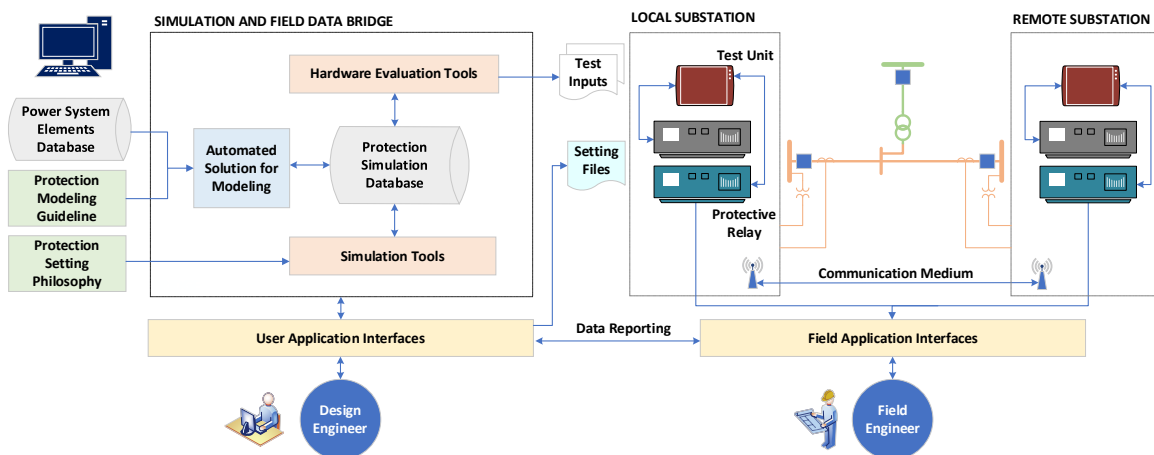 SIMULATION AND FIELD DATA BRIDGE
LOCAL SUBSTATION
REMOTE SUBSTATION
Hardware Evaluation Tools
Test
Inputs
Test Unit
Power System
Elements
Database
Automated
Solution for
Modeling
Protection
Simulation
Database
Setting
Files
Protection
Modeling
Guideline
Protective
Relay
Protection
Setting
Philosophy
Simulation Tools
Communication Medium
User Application Interfaces
Data Reporting
Field Application Interfaces
Design
Engineer
Field
Engineer